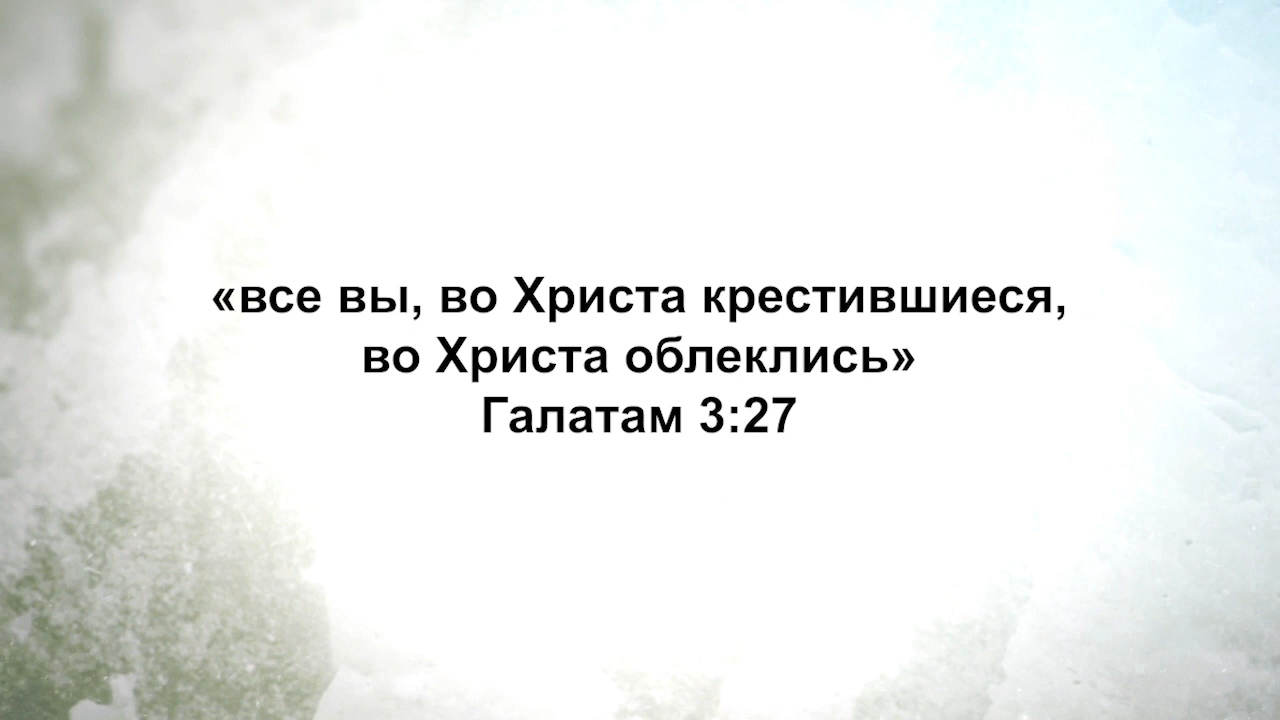 «все вы, во Христа крестившиеся,
во Христа облеклись»
Галатам 3:27